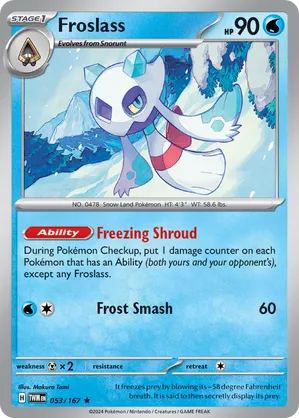 STAGE 1
Froslass
HP 90
Evolves from Snorunt
NO. 0478 Snow Land Pokémon HT: 4'3" WT: 58.6 lbs.
Ability Freezing Shroud
During Pokémon Checkup, put 1 damage counter on each
Pokémon that has an Ability (both yours and your opponent's),
except any Froslass.
Frost Smash 60
weakness ×2 resistance retreat
Illus. Makura Tami
H TWM EN 053/167 ★
It freezes prey by blowing its −58 degree Fahrenheit
breath. It is said to then secretly display its prey.
©2024 Pokémon / Nintendo / Creatures / GAME FREAK